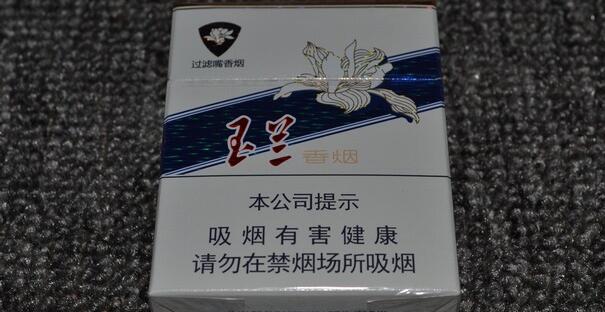 过滤嘴香烟
玉兰 香烟
本公司提示
吸烟有害健康
请勿在禁烟场所吸烟